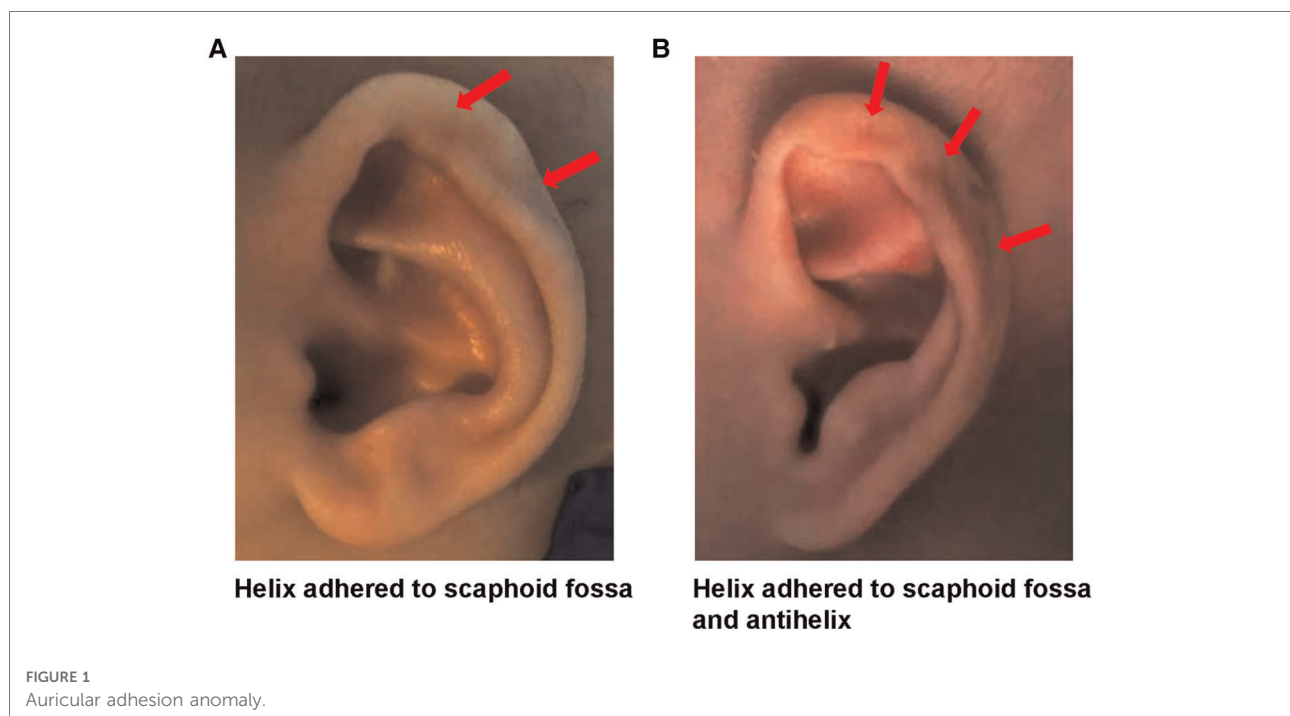 A
B
Helix adhered to scaphoid fossa
Helix adhered to scaphoid fossa
and antihelix
FIGURE 1
Auricular adhesion anomaly.